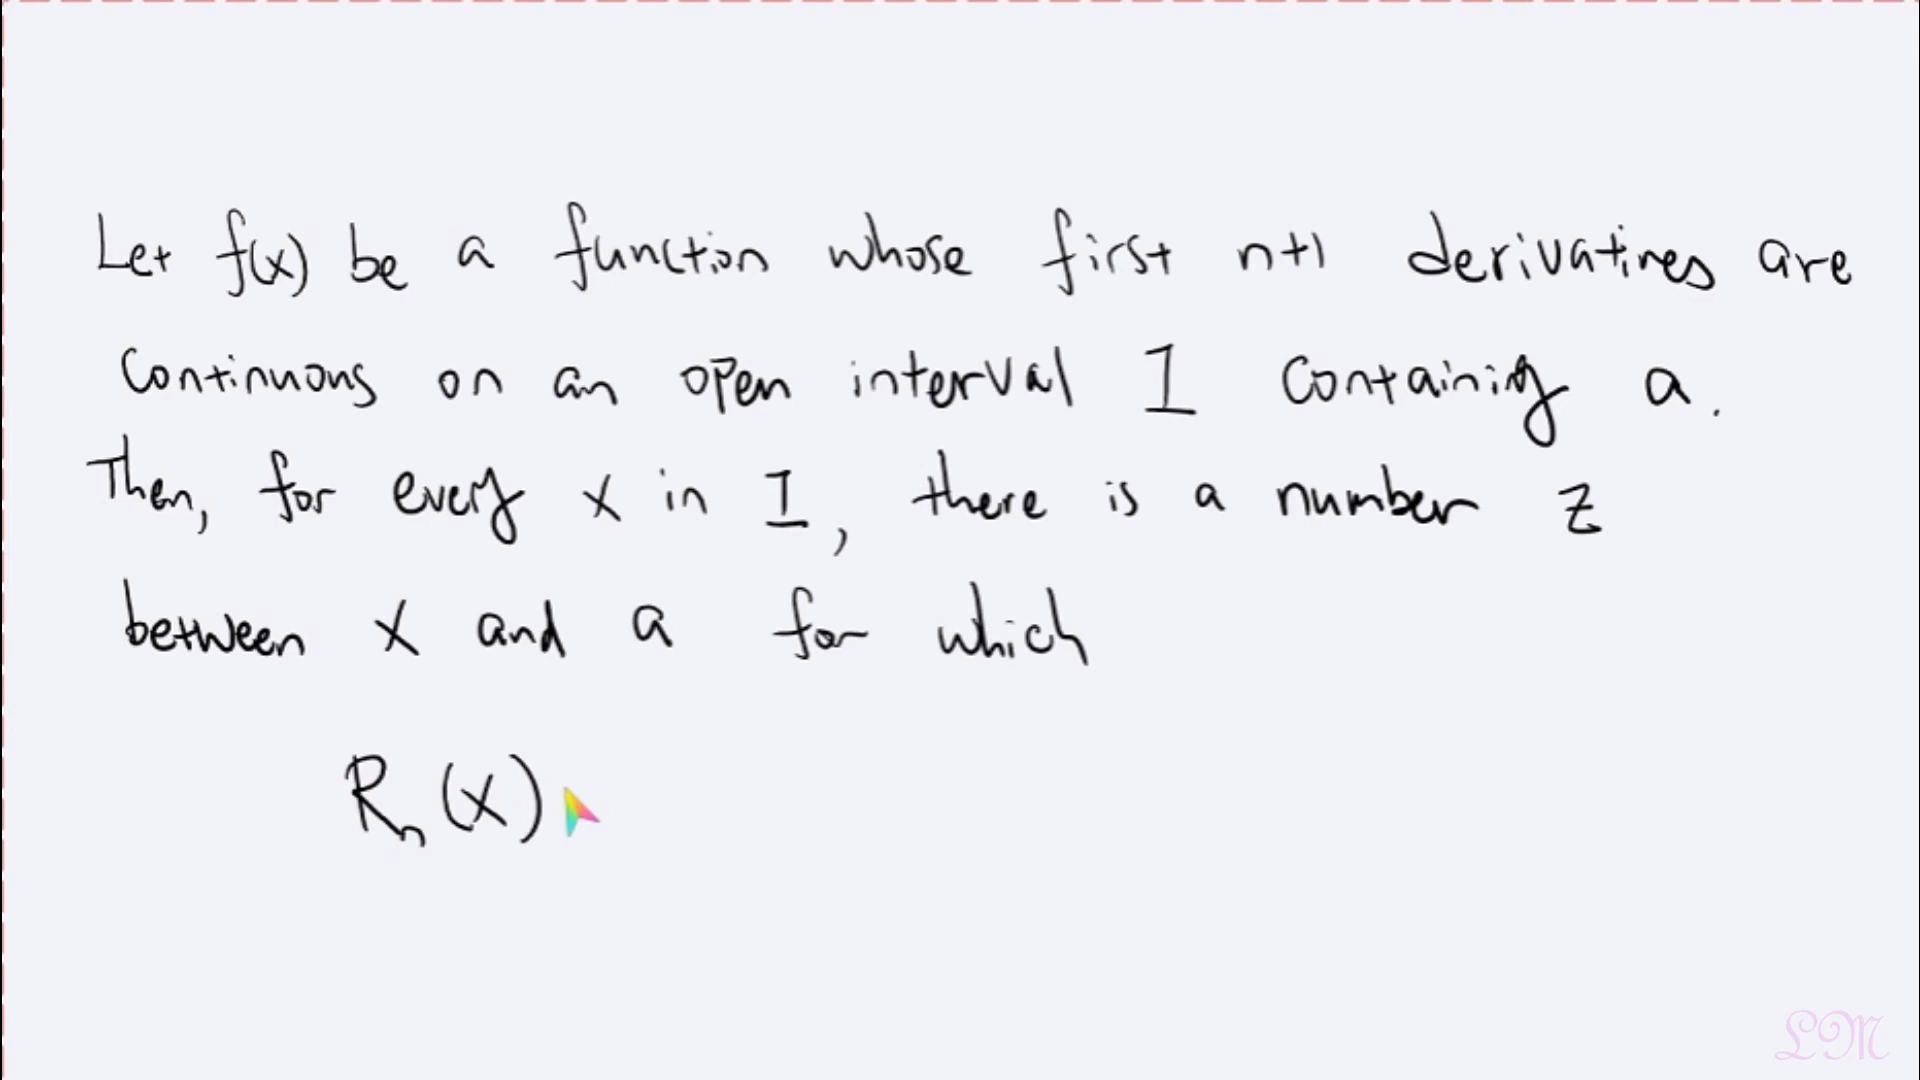 Let f(x) be a function whose first n+1 derivatives are
continuous on an open interval I containing a.
Then, for every x in I, there is a number z
between x and a for which
Rₙ(x)
LM